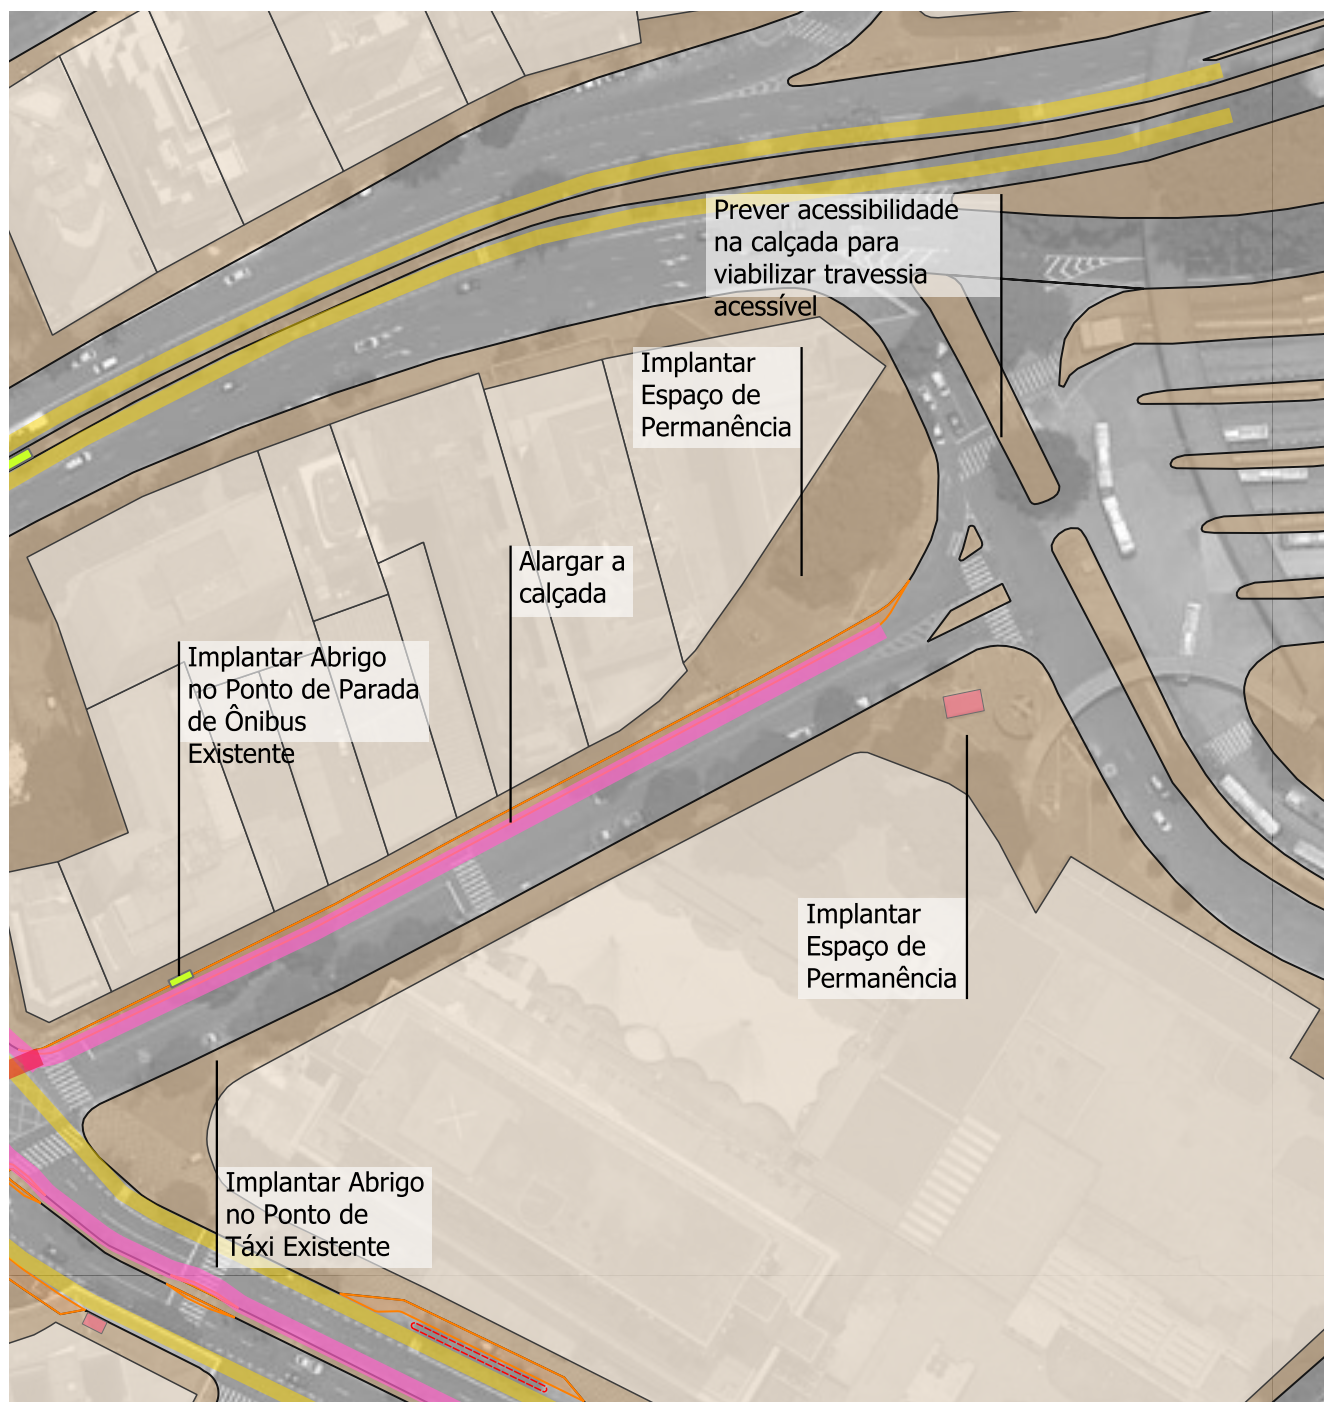 Prever acessibilidade
na calçada para
viabilizar travessia
acessível
Implantar
Espaço de
Permanência
Alargar a
calçada
Implantar Abrigo
no Ponto de Parada
de Ônibus
Existente
Implantar
Espaço de
Permanência
Implantar Abrigo
no Ponto de
Táxi Existente